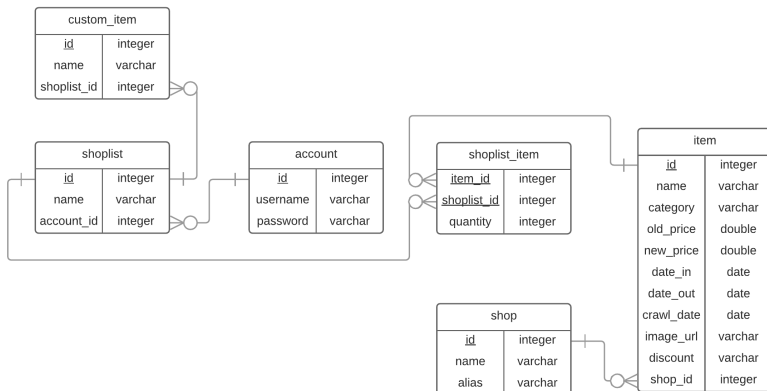 custom_item
id integer
name varchar
shoplist_id integer
shoplist
id integer
name varchar
account_id integer
account
id integer
username varchar
password varchar
shoplist_item
item_id integer
shoplist_id integer
quantity integer
item
id integer
name varchar
category varchar
old_price double
new_price double
date_in date
date_out date
crawl_date date
image_url varchar
discount varchar
shop_id integer
shop
id integer
name varchar
alias varchar